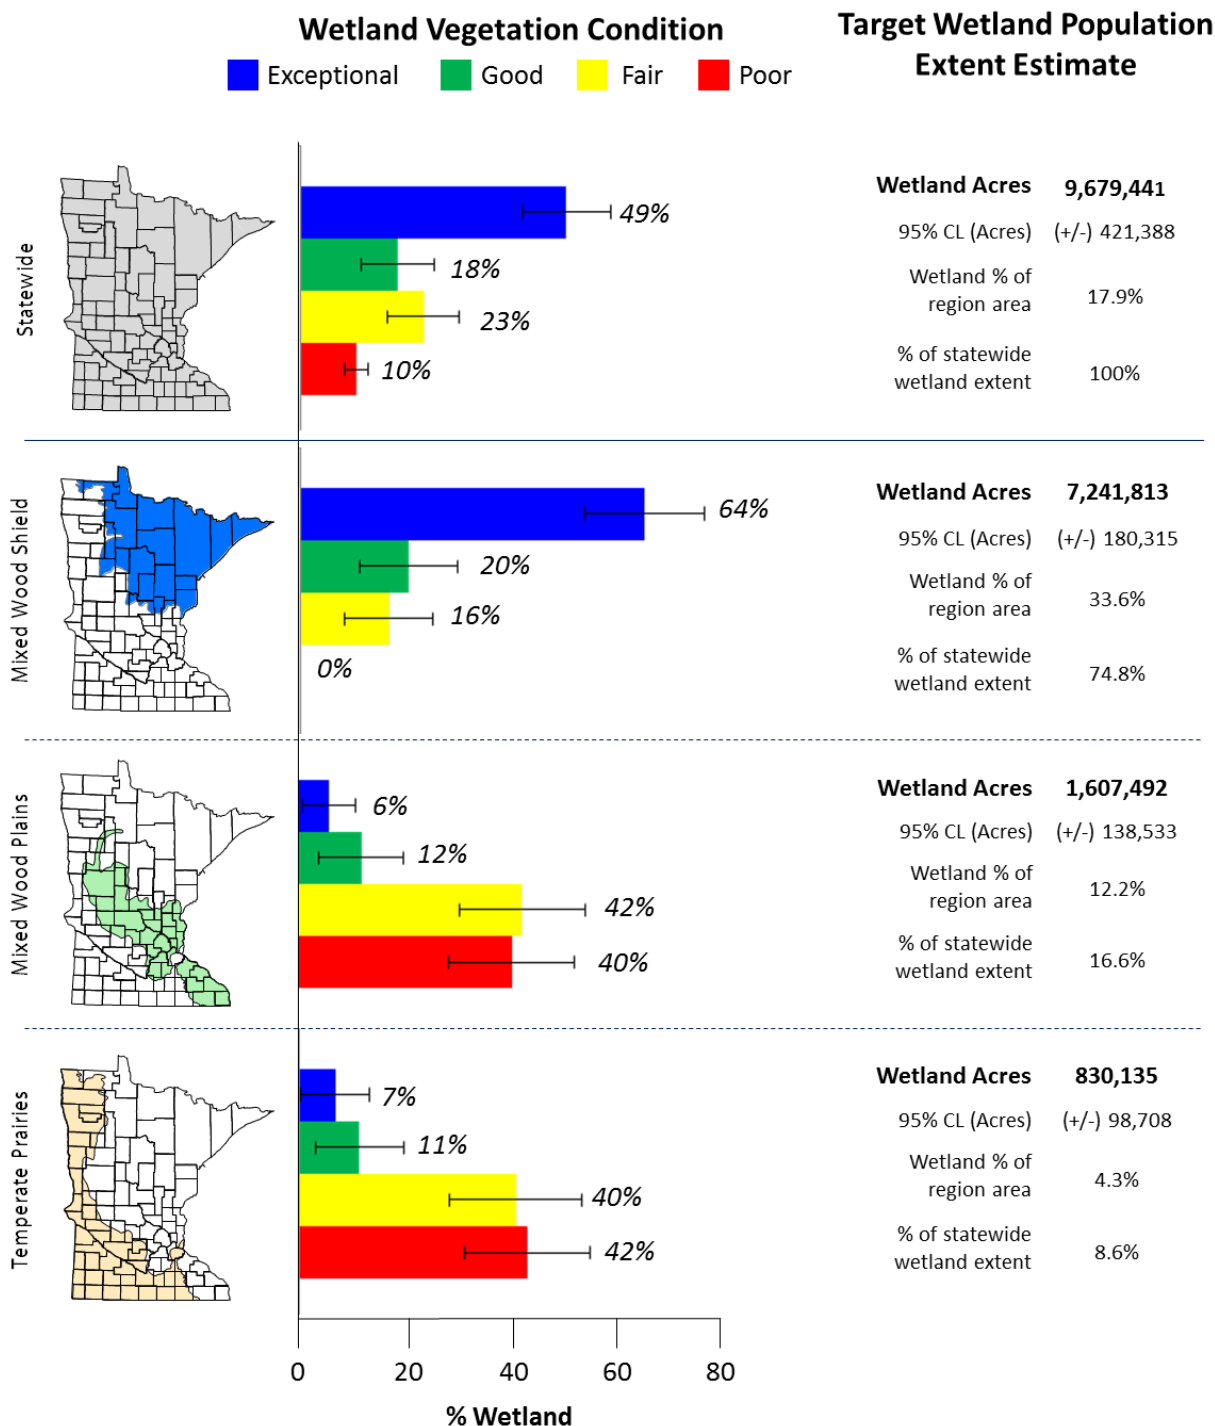 Wetland Vegetation Condition
Exceptional Good Fair Poor
Target Wetland Population
Extent Estimate
Statewide
49%
18%
23%
10%
Wetland Acres 9,679,441
95% CL (Acres) (+/-) 421,388
Wetland % of
region area 17.9%
% of statewide
wetland extent 100%
Mixed Wood Shield
64%
20%
16%
0%
Wetland Acres 7,241,813
95% CL (Acres) (+/-) 180,315
Wetland % of
region area 33.6%
% of statewide
wetland extent 74.8%
Mixed Wood Plains
6%
12%
42%
40%
Wetland Acres 1,607,492
95% CL (Acres) (+/-) 138,533
Wetland % of
region area 12.2%
% of statewide
wetland extent 16.6%
Temperate Prairies
7%
11%
40%
42%
Wetland Acres 830,135
95% CL (Acres) (+/-) 98,708
Wetland % of
region area 4.3%
% of statewide
wetland extent 8.6%
0 20 40 60 80
% Wetland